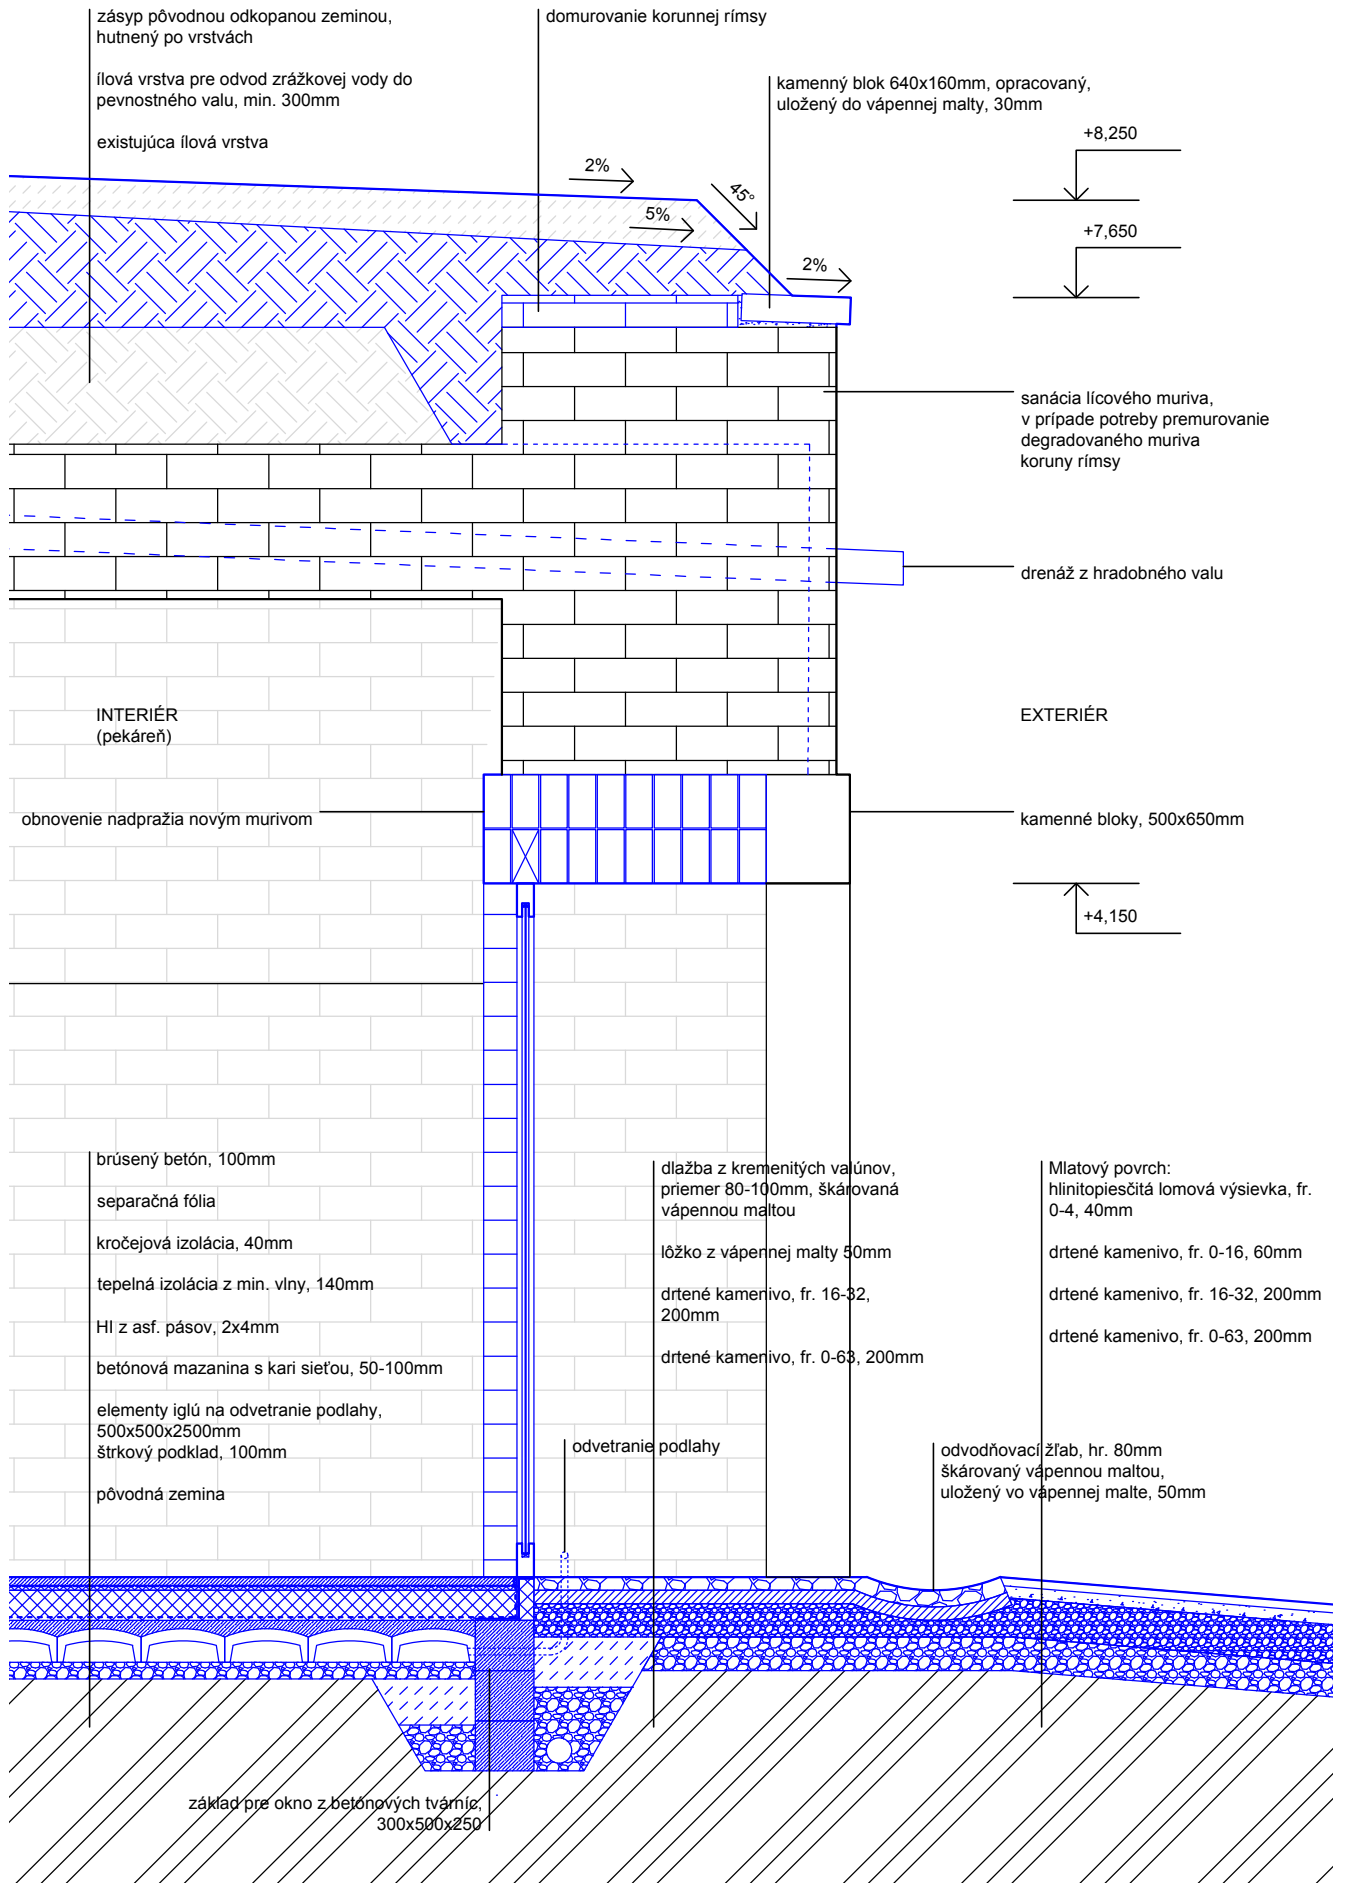 zásyp pôvodnou odkopanou zeminou,
hutnený po vrstvách
ílová vrstva pre odvod zrážkovej vody do
pevnostného valu, min. 300mm
existujúca ílová vrstva
domurovanie korunnej rímsy
kamenný blok 640x160mm, opracovaný,
uložený do vápennej malty, 30mm
+8,250
2%
45°
5%
+7,650
2%
sanácia lícového muriva,
v prípade potreby premurovanie
degradovaného muriva
koruny rímsy
drenáž z hradobného valu
INTERIÉR
(pekáreň)
EXTERIÉR
obnovenie nadpražia novým murivom
kamenné bloky, 500x650mm
+4,150
brúsený betón, 100mm
separačná fólia
kročejová izolácia, 40mm
tepelná izolácia z min. vlny, 140mm
HI z asf. pásov, 2x4mm
betónová mazanina s kari sieťou, 50-100mm
elementy iglú na odvetranie podlahy,
500x500x2500mm
štrkový podklad, 100mm
pôvodná zemina
dlažba z kremenitých valúnov,
priemer 80-100mm, škárovaná
vápennou maltou
lôžko z vápennej malty 50mm
drtené kamenivo, fr. 16-32,
200mm
drtené kamenivo, fr. 0-63, 200mm
Mlatový povrch:
hlinitopiesčitá lomová výsievka, fr.
0-4, 40mm
drtené kamenivo, fr. 0-16, 60mm
drtené kamenivo, fr. 16-32, 200mm
drtené kamenivo, fr. 0-63, 200mm
odvetranie podlahy
odvodňovací žľab, hr. 80mm
škárovaný vápennou maltou,
uložený vo vápennej malte, 50mm
základ pre okno z betónových tvárnic,
300x500x250